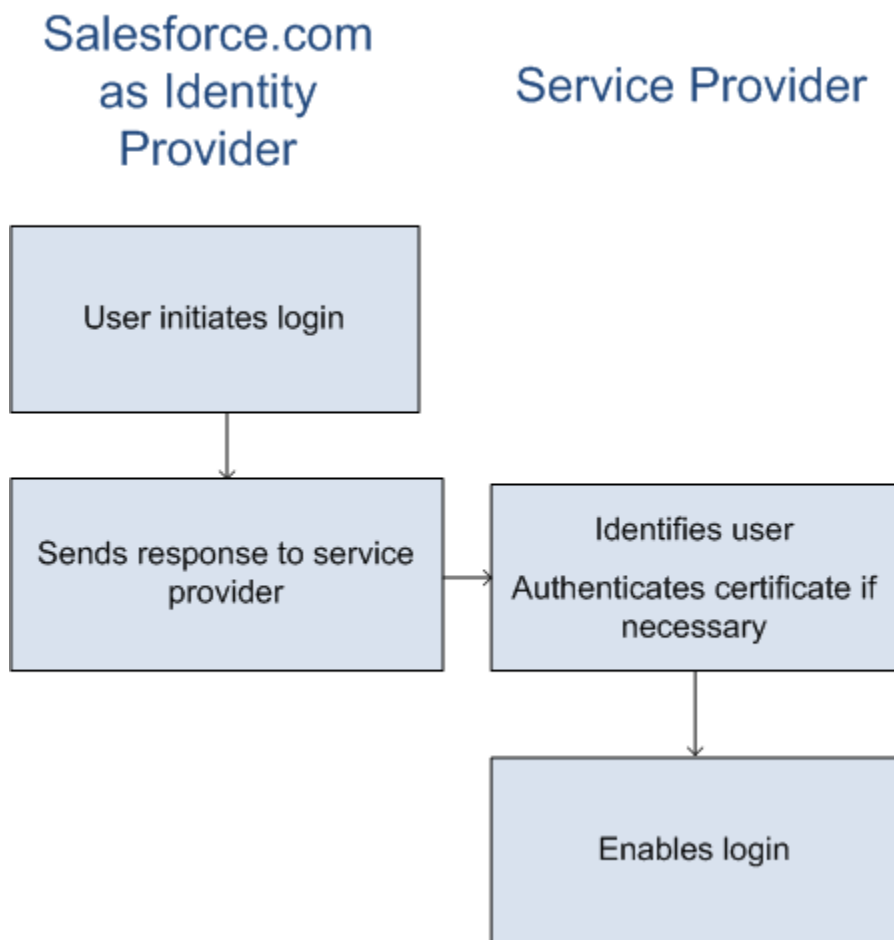 Salesforce.com
as Identity
Provider
Service Provider
User initiates login
Sends response to service
provider
Identifies user
Authenticates certificate if
necessary
Enables login